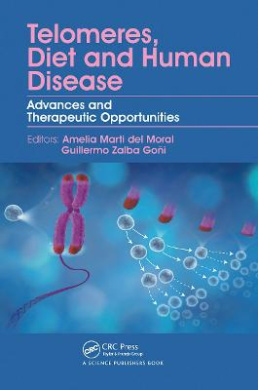 Telomeres,
Diet and Human
Disease
Advances and
Therapeutic Opportunities
Editors: Amelia Marti del Moral
Guillermo Zalba Goñi
CRC Press
Taylor & Francis Group
A SCIENCE PUBLISHERS BOOK